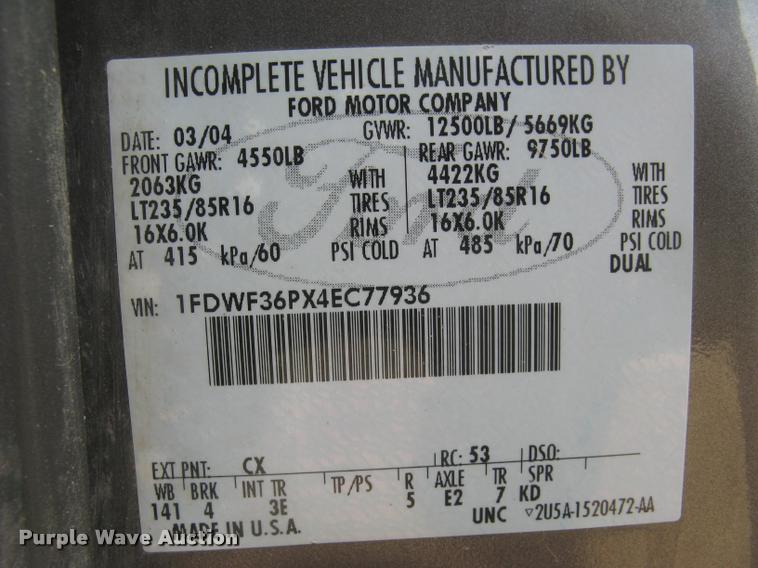 INCOMPLETE VEHICLE MANUFACTURED BY
FORD MOTOR COMPANY
DATE: 03/04 GVWR: 12500LB/ 5669KG
FRONT GAWR: 4550LB REAR GAWR: 9750LB
2063KG WITH 4422KG WITH
LT235/85R16 TIRES LT235/85R16 TIRES
16X6.0K RIMS 16X6.0K RIMS
AT 415 kPa/60 PSI COLD AT 485 kPa/70 PSI COLD
DUAL
Ford
VIN: 1FDWF36PX4EC77936
EXT PNT: CX RC: 53 DSO:
WB BRK INT TR TP/PS R AXLE TR SPR
141 4 3E 5 E2 7 KD
MADE IN U.S.A. UNC ▽2U5A-1520472-AA
Purple Wave Auction